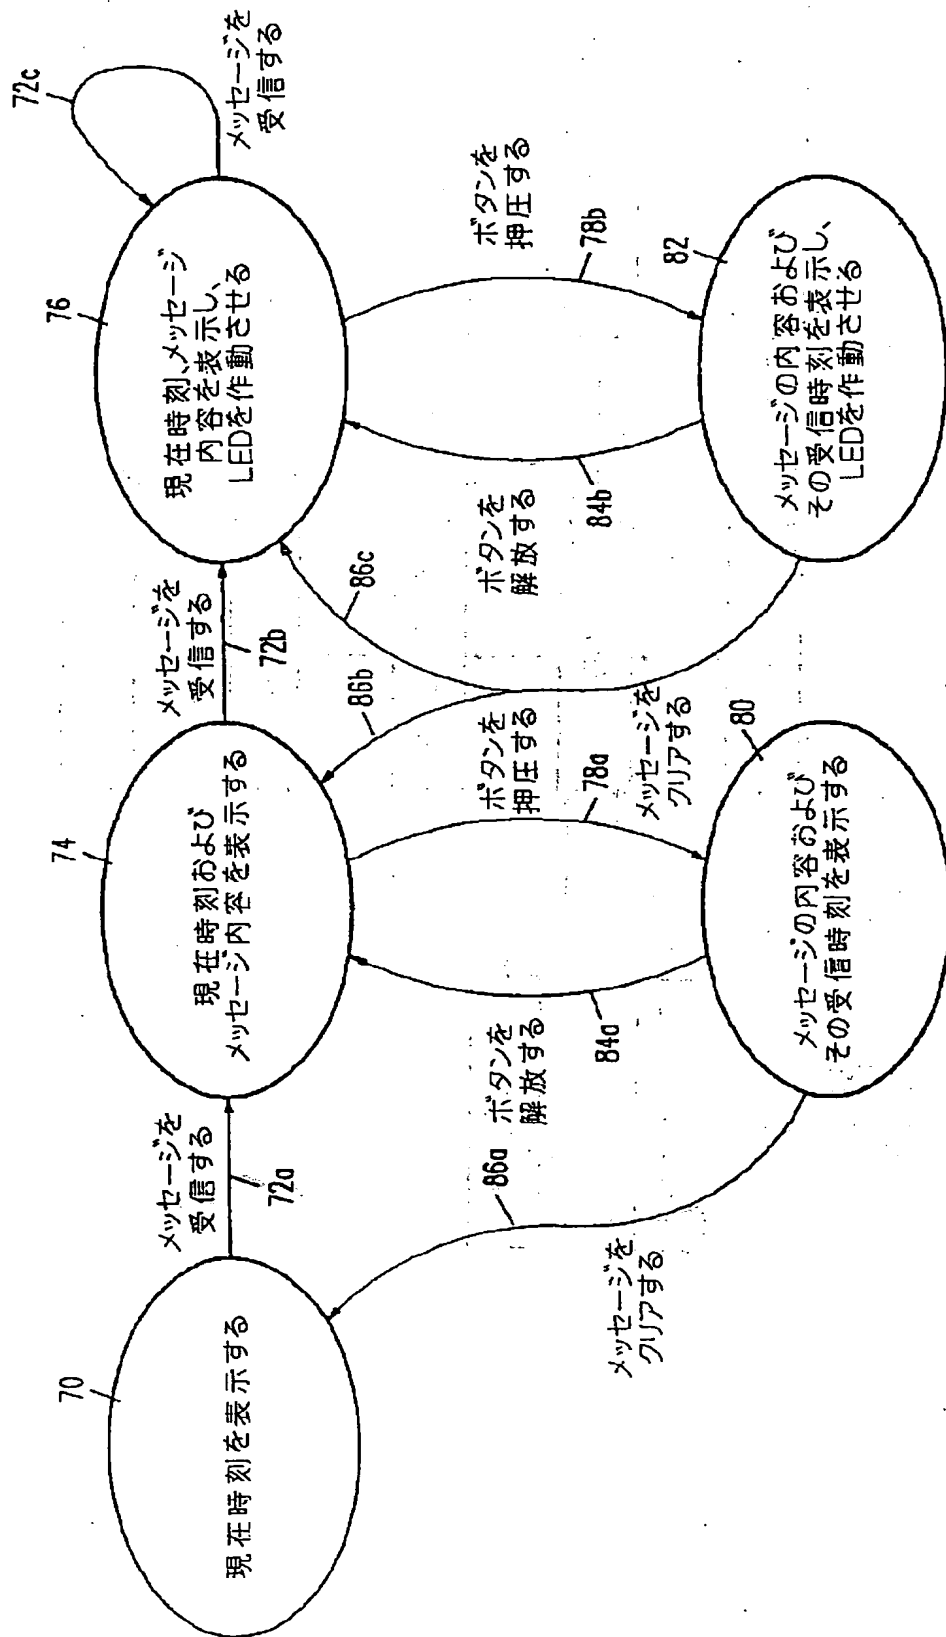 70
現在時刻を表示する
メッセージを
受信する
72a
74
現在時刻および
メッセージ内容を表示する
メッセージを
受信する
72b
76
現在時刻、メッセージ
内容を表示し、
LEDを作動させる
72c
メッセージを
受信する
メッセージを
クリアする
86a
ボタンを
解放する
84a
ボタンを
押圧する
78a
86b
86c
メッセージを
クリアする
ボタンを
解放する
84b
ボタンを
押圧する
78b
80
メッセージの内容および
その受信時刻を表示する
82
メッセージの内容および
その受信時刻を表示し、
LEDを作動させる